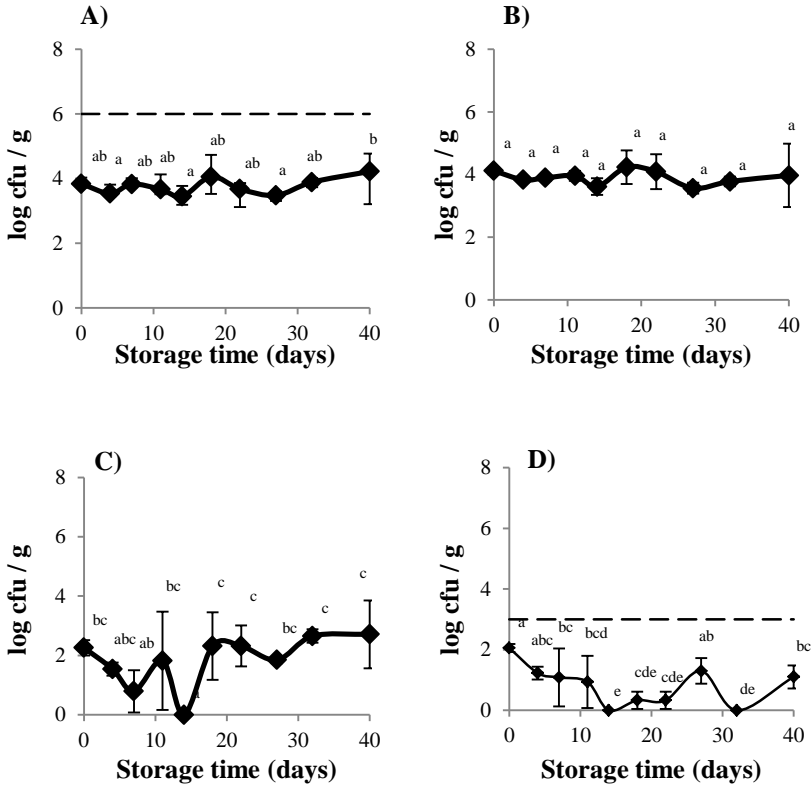 A)
8
6
4
2
0
0 10 20 30 40
log cfu / g
Storage time (days)
ab a ab ab a ab ab a ab b
B)
8
6
4
2
0
0 10 20 30 40
log cfu / g
Storage time (days)
a a a a a a a a a a
C)
8
6
4
2
0
0 10 20 30 40
log cfu / g
Storage time (days)
bc abc ab bc c c bc c c
D)
8
6
4
2
0
0 10 20 30 40
log cfu / g
Storage time (days)
a abc bc bcd e cde cde ab de bc